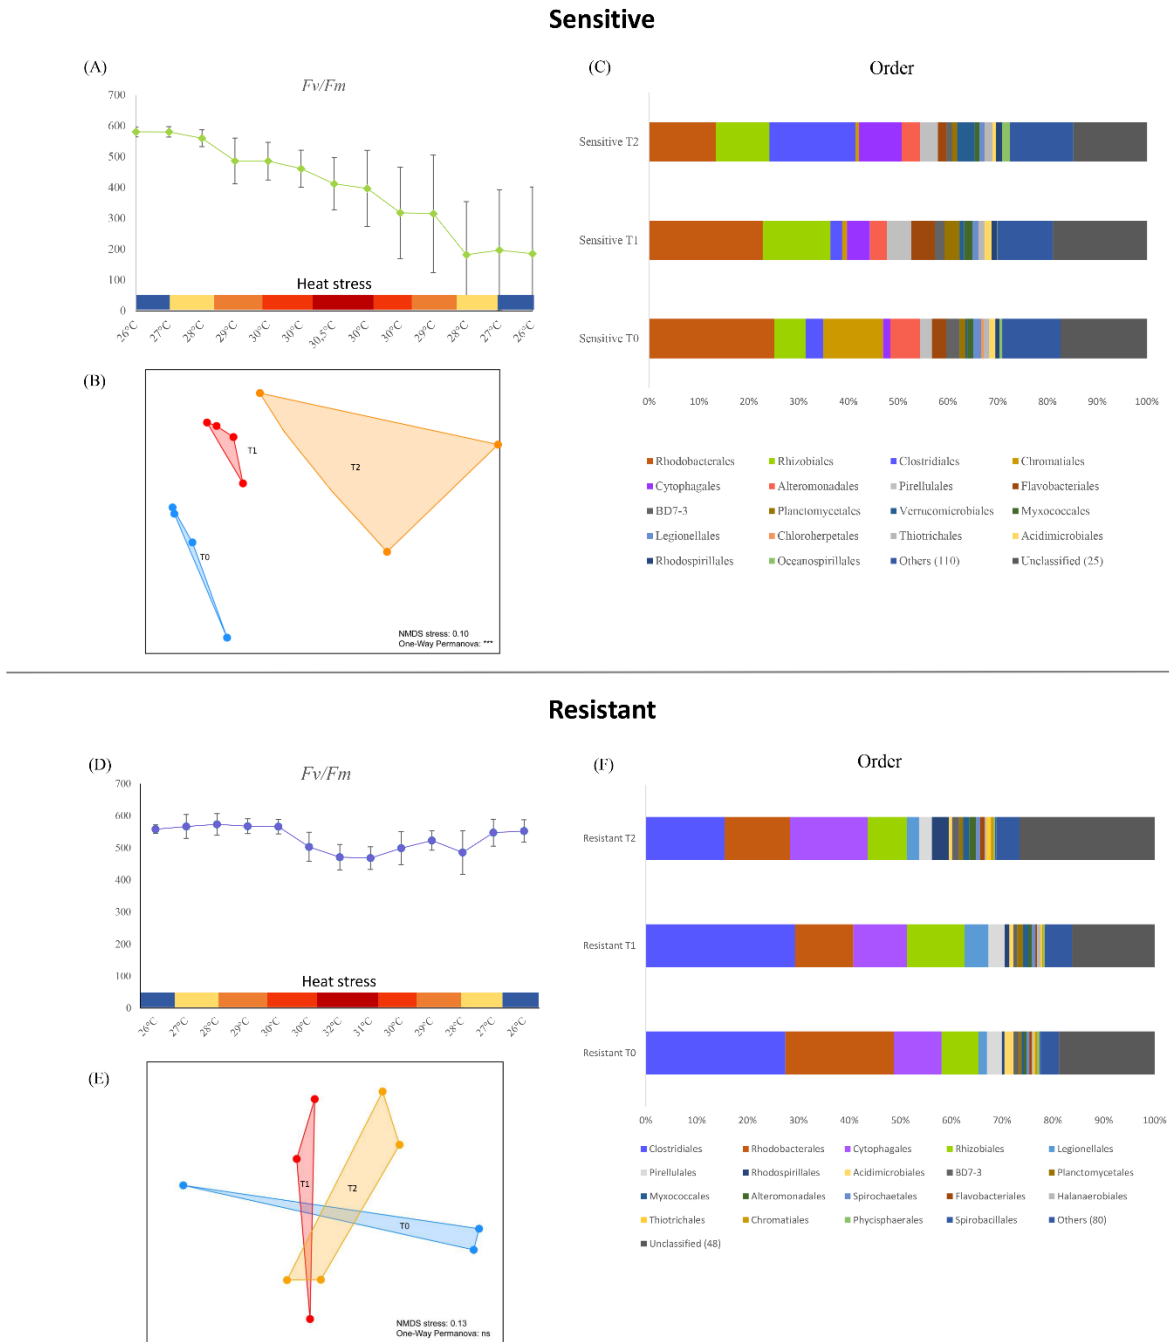 Sensitive
(A)
Fv/Fm
700
600
500
400
300
200
100
0
Heat stress
26°C 27°C 28°C 29°C 30°C 30°C 30,5°C 30°C 30°C 29°C 28°C 27°C 26°C
(B)
T1
T2
T0
NMDS stress: 0.10
One-Way Permanova: ***
(C)
Order
Sensitive T2
Sensitive T1
Sensitive T0
0% 10% 20% 30% 40% 50% 60% 70% 80% 90% 100%
Rhodobacterales Rhizobiales Clostridiales Chromatiales
Cytophagales Alteromonadales Pirellulales Flavobacteriales
BD7-3 Planctomycetales Verrucomicrobiales Myxococcales
Legionellales Chloroherpetales Thiotrichales Acidimicrobiales
Rhodospirillales Oceanospirillales Others (110) Unclassified (25)
Resistant
(D)
Fv/Fm
700
600
500
400
300
200
100
0
Heat stress
26°C 27°C 28°C 29°C 30°C 30°C 32°C 31°C 30°C 29°C 28°C 27°C 26°C
(E)
T1
T2
T0
NMDS stress: 0.13
One-Way Permanova: ns
(F)
Order
Resistant T2
Resistant T1
Resistant T0
0% 10% 20% 30% 40% 50% 60% 70% 80% 90% 100%
Clostridiales Rhodobacterales Cytophagales Rhizobiales Legionellales
Pirellulales Rhodospirillales Acidimicrobiales BD7-3 Planctomycetales
Myxococcales Alteromonadales Spirochaetales Flavobacteriales Halanaerobiales
Thiotrichales Chromatiales Phycisphaerales Spirobacillales Others (80)
Unclassified (48)